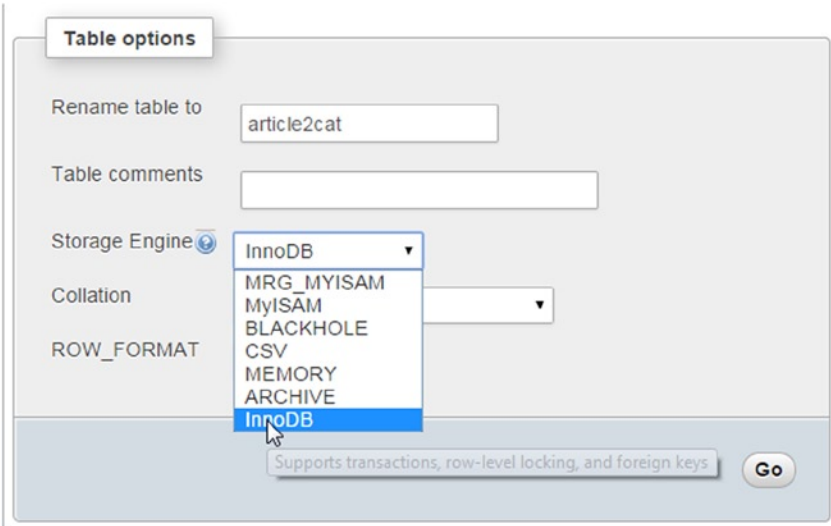 Table options
Rename table to
article2cat
Table comments
Storage Engine
InnoDB
MRG_MYISAM
MyISAM
BLACKHOLE
CSV
MEMORY
ARCHIVE
InnoDB
Collation
ROW_FORMAT
Supports transactions, row-level locking, and foreign keys
Go